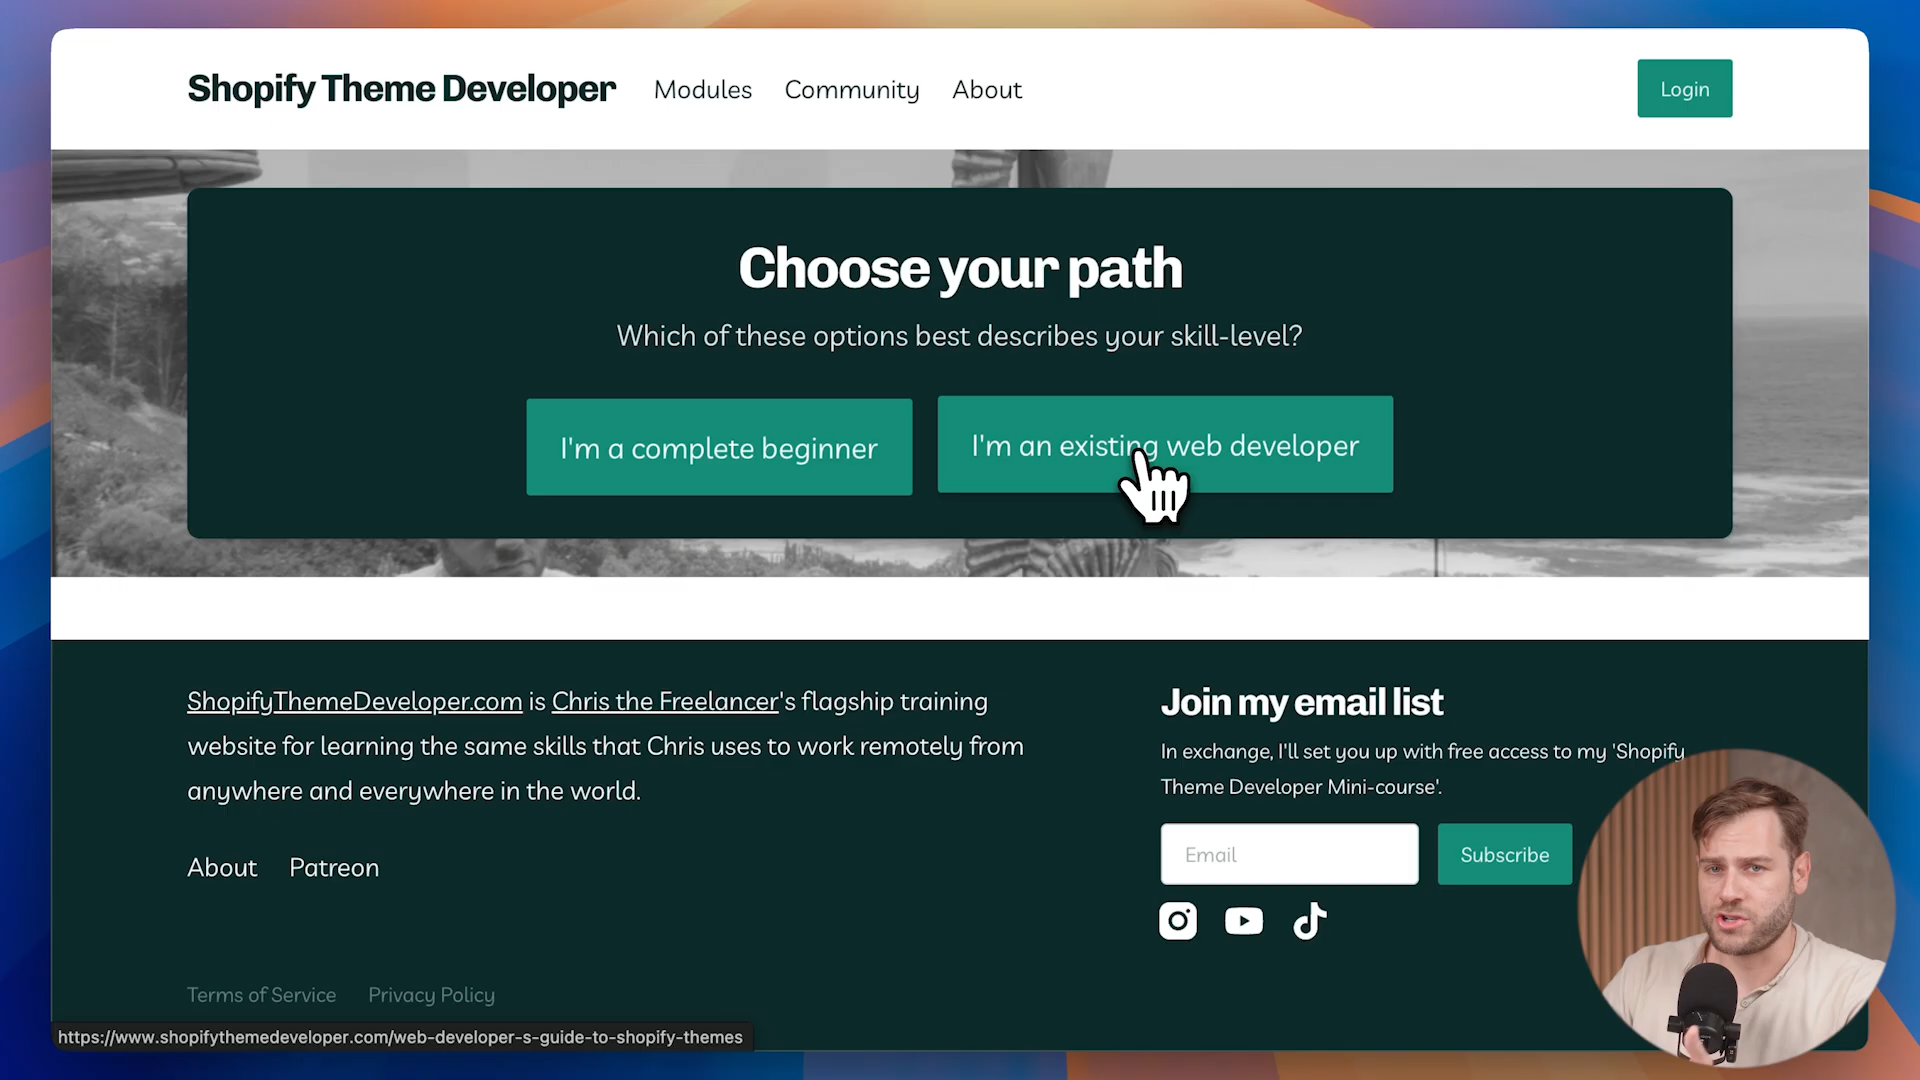 Shopify Theme Developer Modules Community About Login
Choose your path
Which of these options best describes your skill-level?
I'm a complete beginner I'm an existing web developer
ShopifyThemeDeveloper.com is Chris the Freelancer's flagship training
website for learning the same skills that Chris uses to work remotely from
anywhere and everywhere in the world.
About Patreon
Join my email list
In exchange, I'll set you up with free access to my 'Shopify
Theme Developer Mini-course'.
Email Subscribe
Terms of Service Privacy Policy
https://www.shopifythemedeveloper.com/web-developer-s-guide-to-shopify-themes